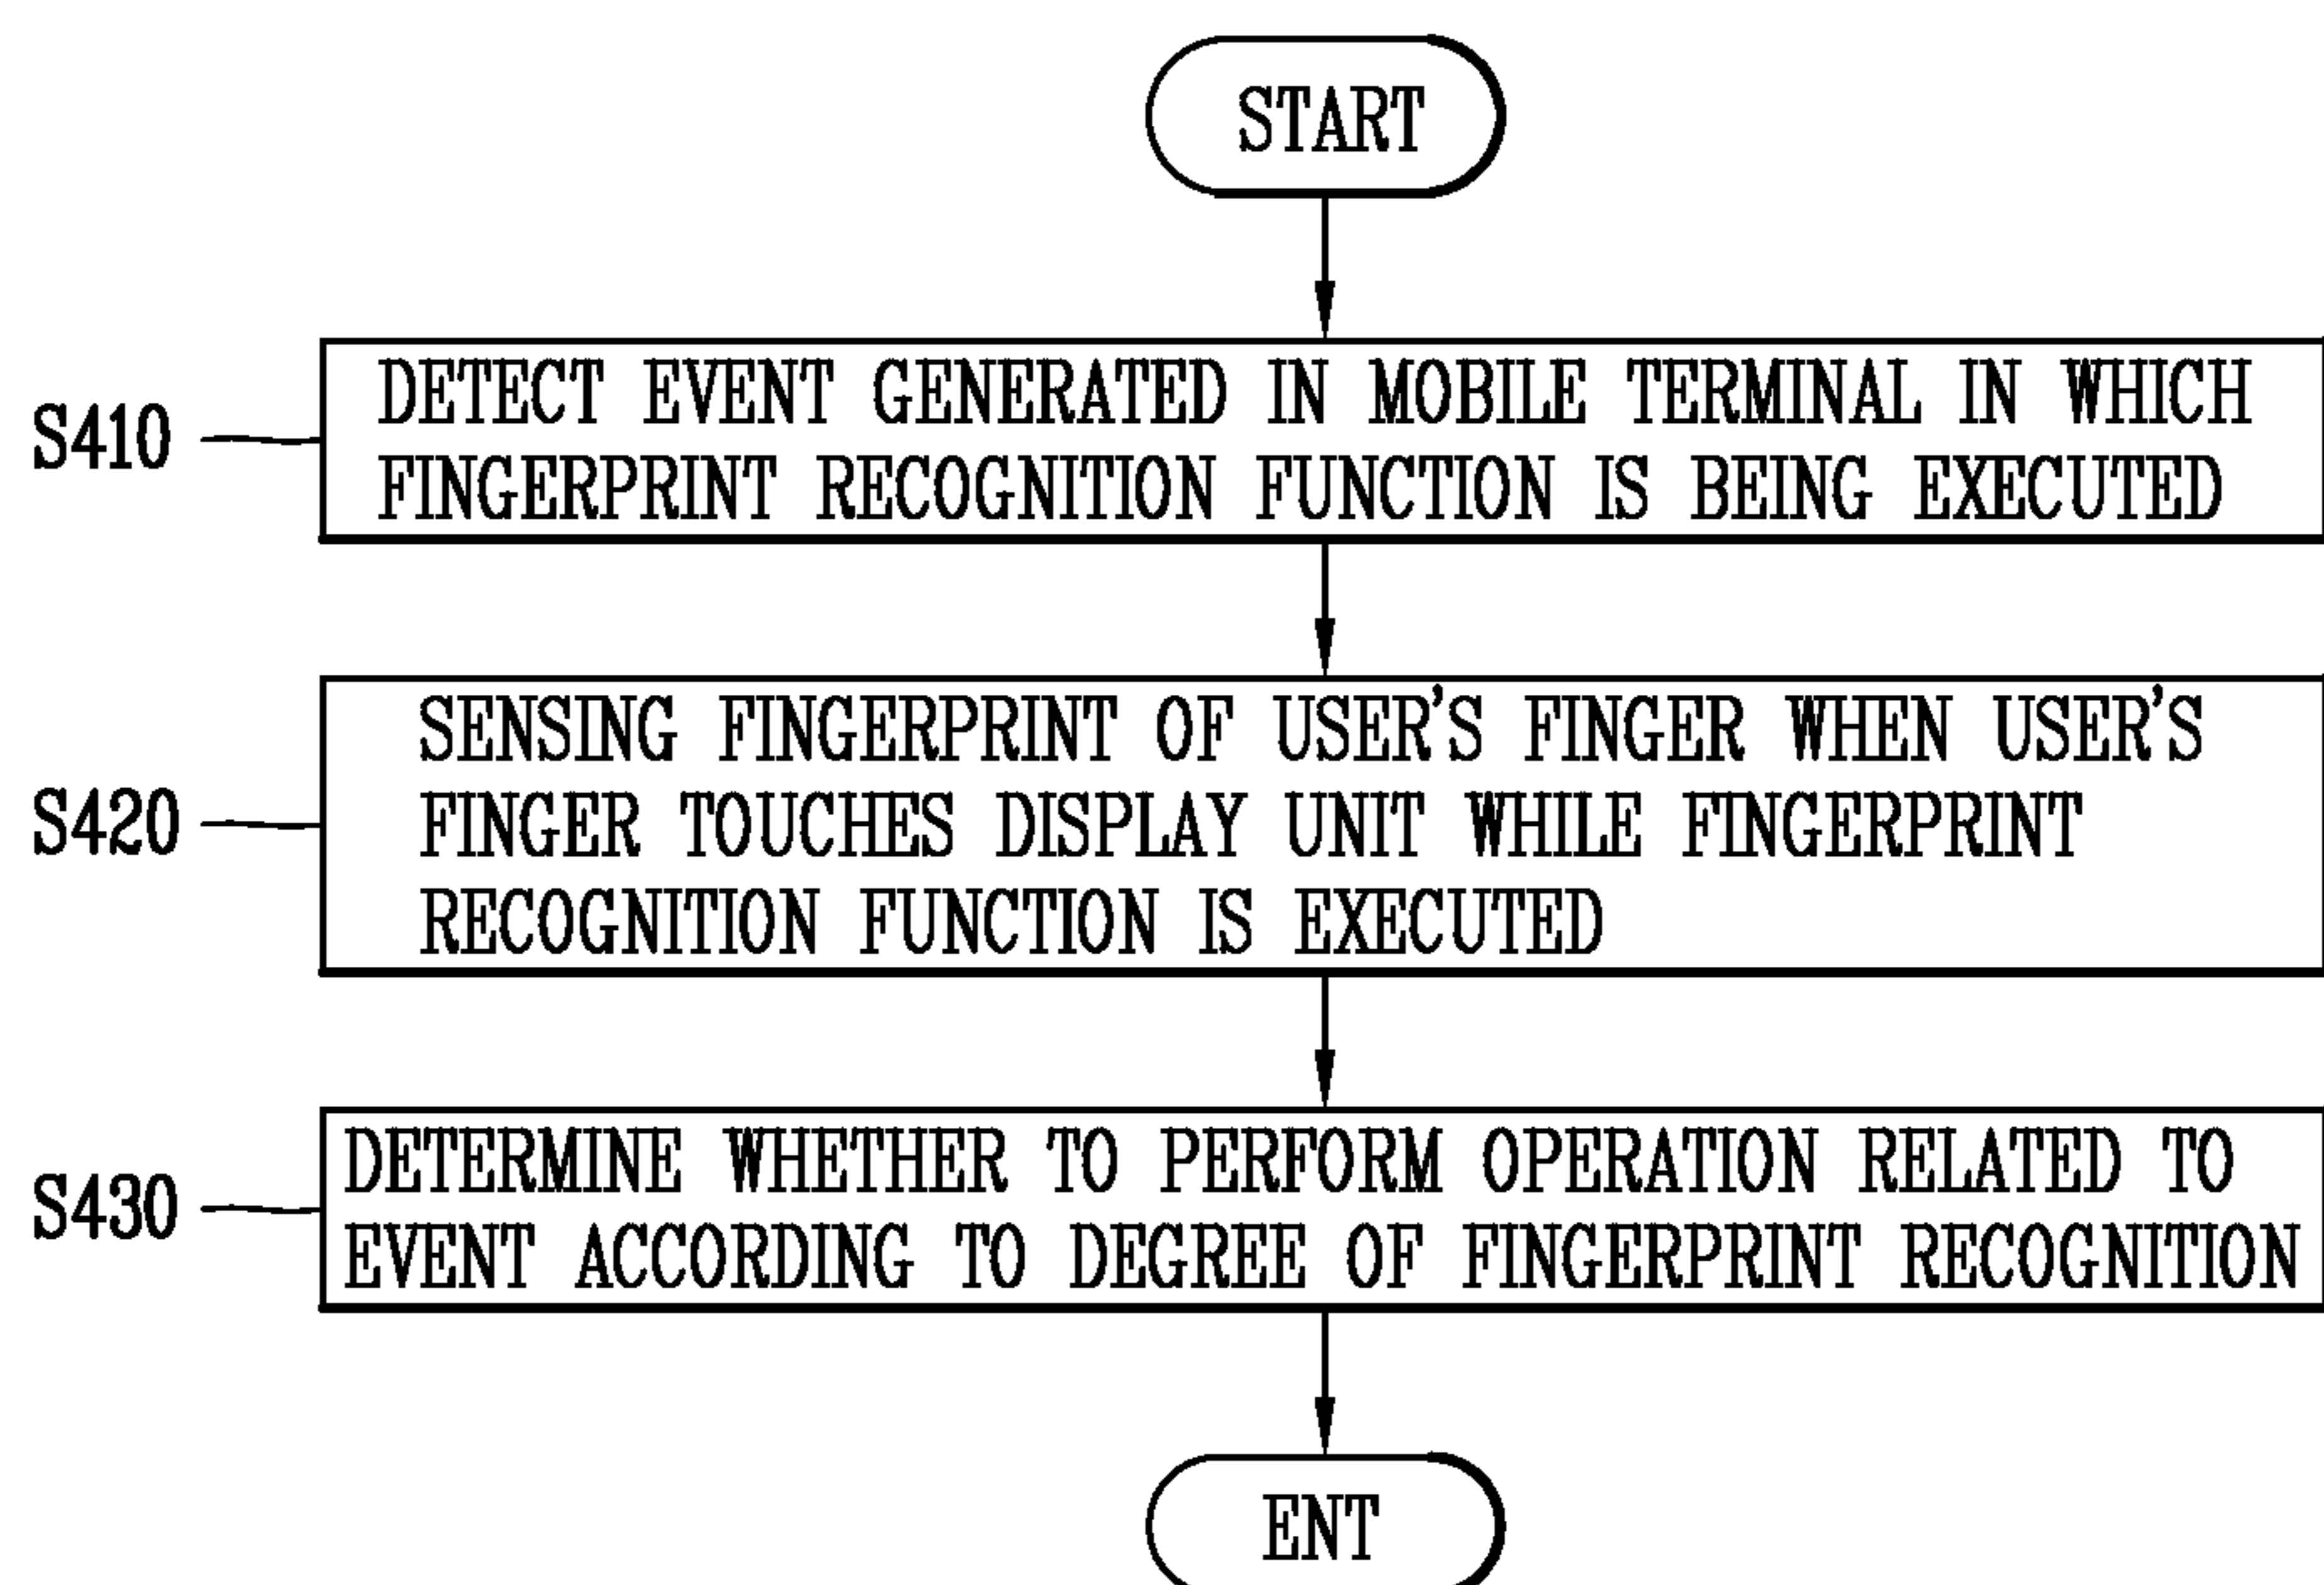 START
S410
DETECT EVENT GENERATED IN MOBILE TERMINAL IN WHICH
FINGERPRINT RECOGNITION FUNCTION IS BEING EXECUTED
S420
SENSING FINGERPRINT OF USER'S FINGER WHEN USER'S
FINGER TOUCHES DISPLAY UNIT WHILE FINGERPRINT
RECOGNITION FUNCTION IS EXECUTED
S430
DETERMINE WHETHER TO PERFORM OPERATION RELATED TO
EVENT ACCORDING TO DEGREE OF FINGERPRINT RECOGNITION
ENT